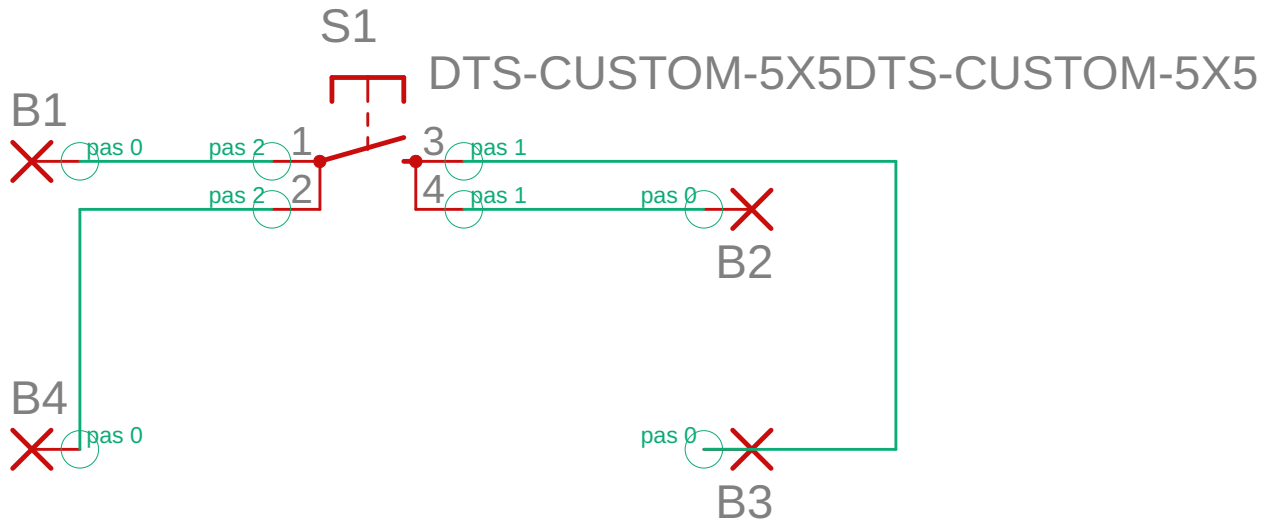 S1
DTS-CUSTOM-5X5DTS-CUSTOM-5X5
B1
pas 0 pas 2 1 3 pas 1
pas 2 2 4 pas 1 pas 0
B2
B4
pas 0 pas 0
B3